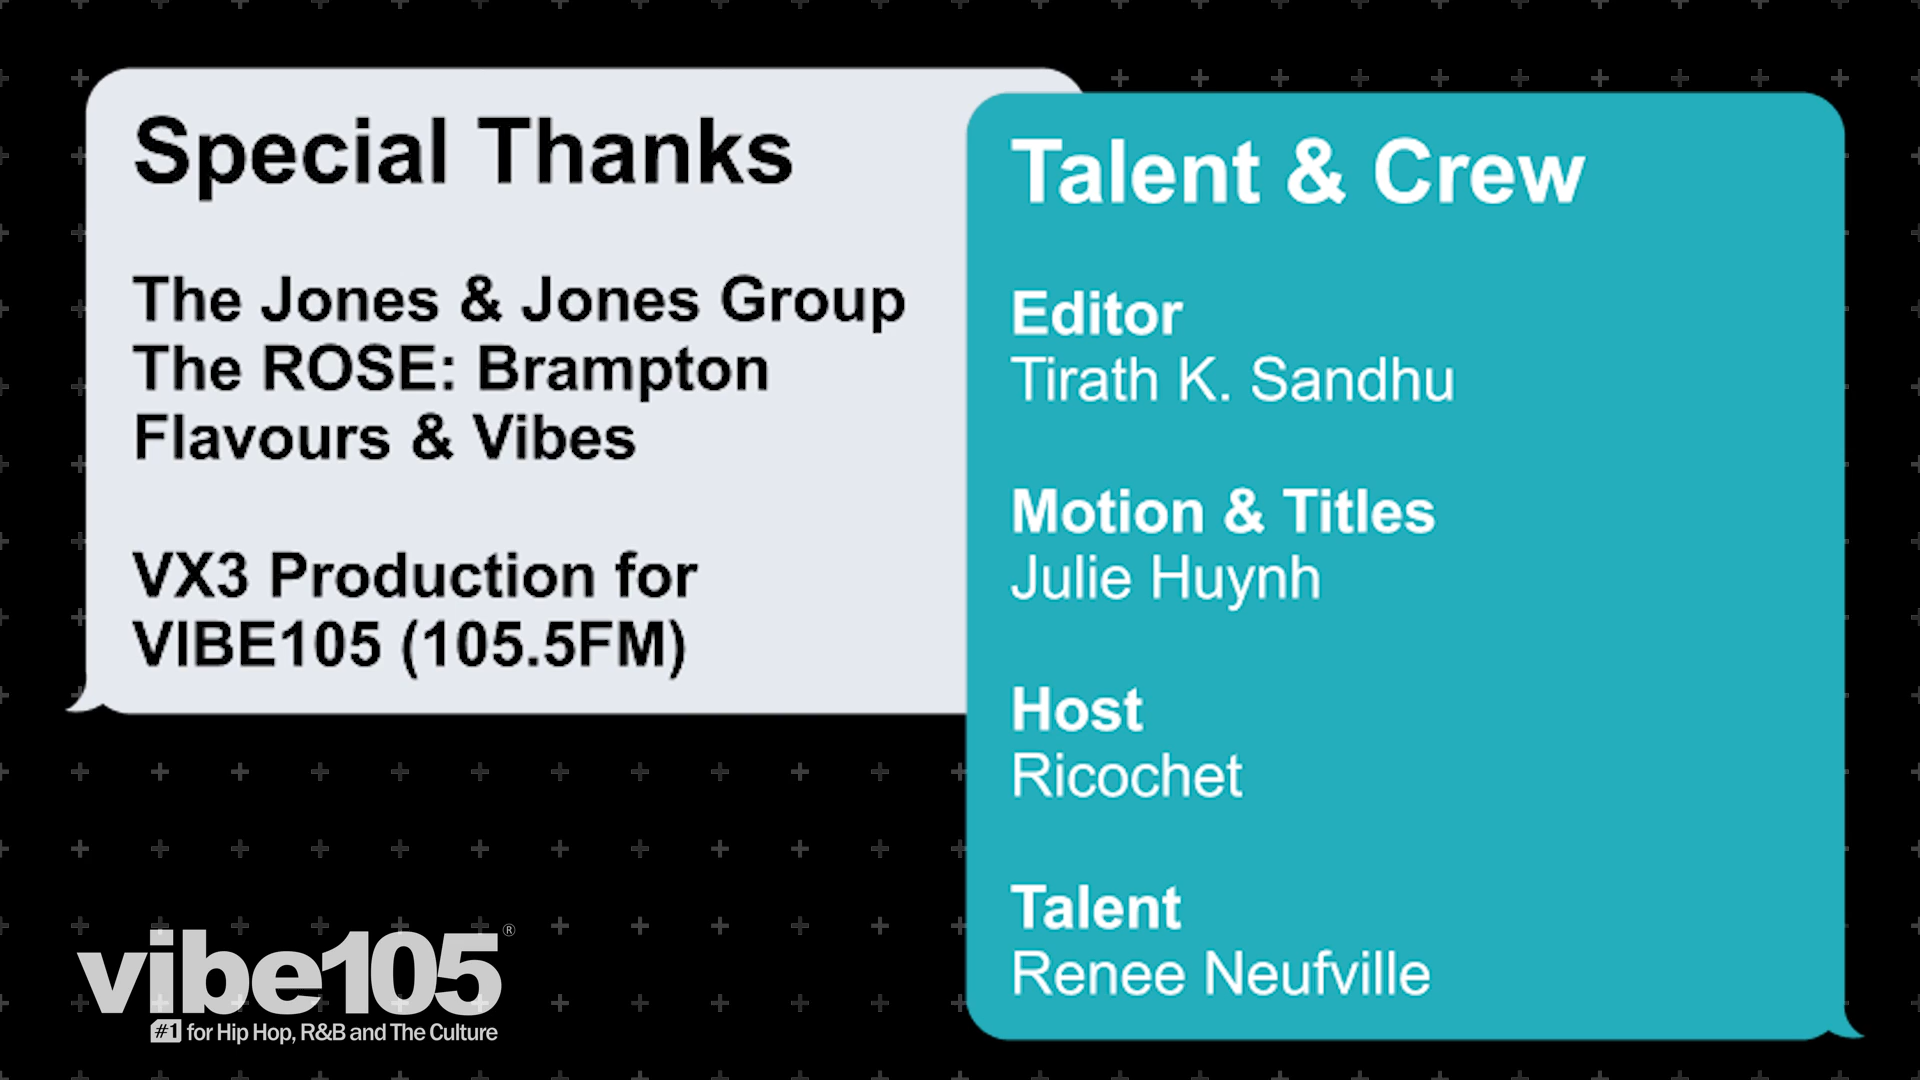 Special Thanks
The Jones & Jones Group
The ROSE: Brampton
Flavours & Vibes
VX3 Production for
VIBE105 (105.5FM)
Talent & Crew
Editor
Tirath K. Sandhu
Motion & Titles
Julie Huynh
Host
Ricochet
Talent
Renee Neufville
vibe105®
#1 for Hip Hop, R&B and The Culture